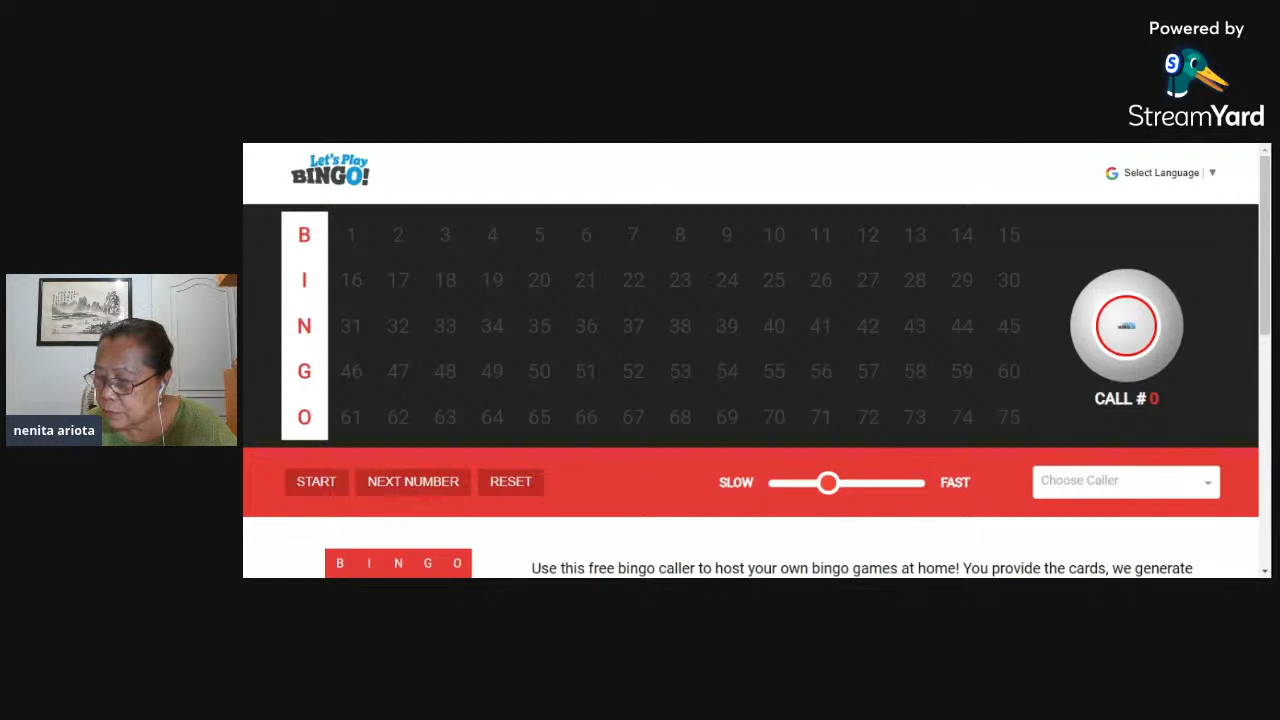 Powered by
S
StreamYard
Let's Play
BINGO!
Select Language
B 1 2 3 4 5 6 7 8 9 10 11 12 13 14 15
I 16 17 18 19 20 21 22 23 24 25 26 27 28 29 30
N 31 32 33 34 35 36 37 38 39 40 41 42 43 44 45
G 46 47 48 49 50 51 52 53 54 55 56 57 58 59 60
O 61 62 63 64 65 66 67 68 69 70 71 72 73 74 75
CALL # 0
nenita ariota
START NEXT NUMBER RESET
SLOW FAST
Choose Caller
B I N G O
Use this free bingo caller to host your own bingo games at home! You provide the cards, we generate